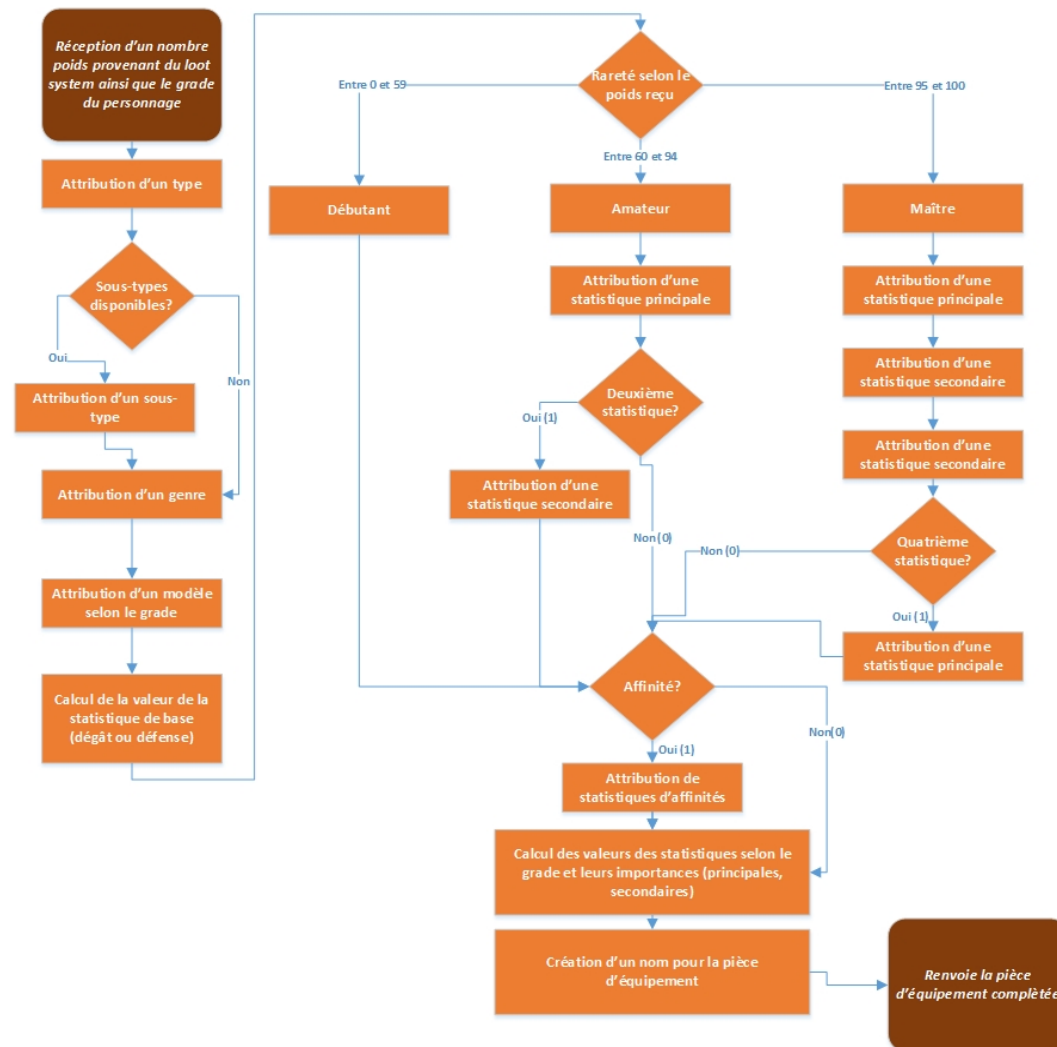 Réception d'un nombre
poids provenant du loot
system ainsi que le grade
du personnage
Attribution d'un type
Sous-types
disponibles?
Oui
Non
Attribution d'un sous-
type
Attribution d'un genre
Attribution d'un modèle
selon le grade
Calcul de la valeur de la
statistique de base
(dégât ou défense)
Rareté selon le
poids reçu
Entre 0 et 59
Entre 60 et 94
Entre 95 et 100
Débutant
Amateur
Attribution d'une
statistique principale
Deuxième
statistique?
Oui (1)
Non (0)
Attribution d'une
statistique secondaire
Maître
Attribution d'une
statistique principale
Attribution d'une
statistique secondaire
Attribution d'une
statistique secondaire
Quatrième
statistique?
Non (0)
Oui (1)
Attribution d'une
statistique principale
Affinité?
Non(0)
Oui (1)
Attribution de
statistiques d'affinités
Calcul des valeurs des statistiques selon le
grade et leurs importances (principales,
secondaires)
Création d'un nom pour la pièce
d'équipement
Renvoie la pièce
d'équipement complètée